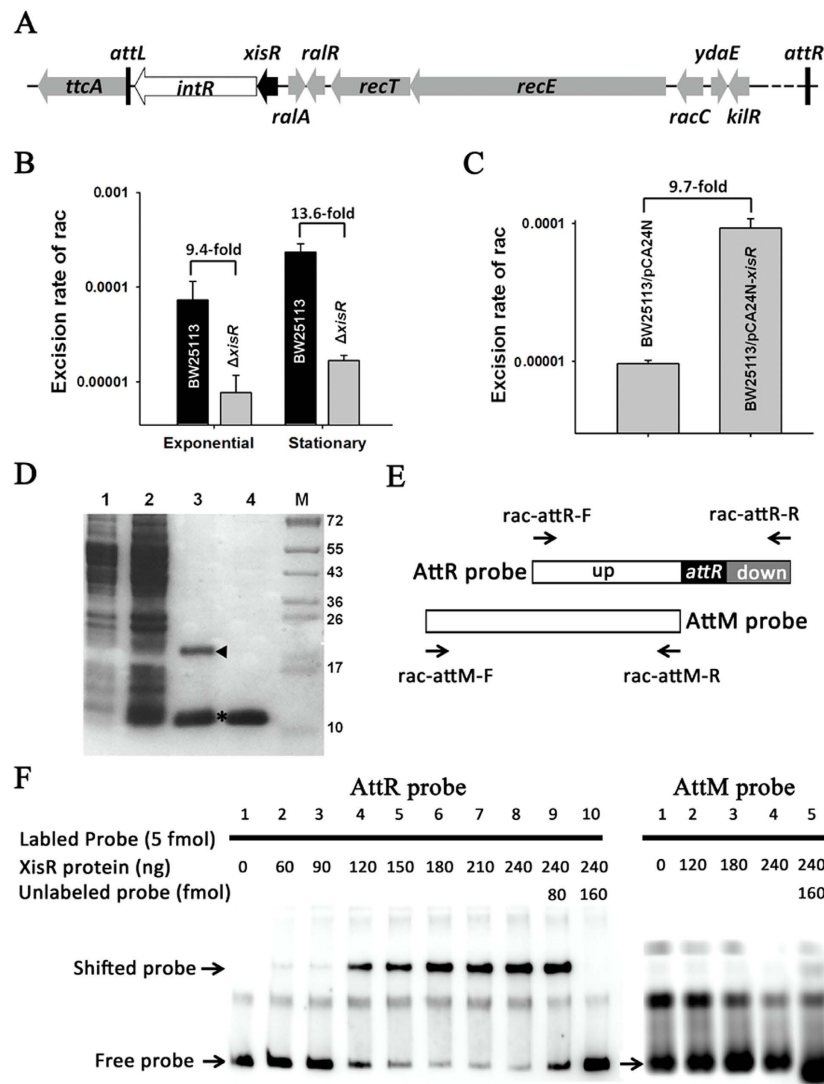 A
attL xisR ralR ydaE attR
ttcA intR recT recE
ralA racC kilR
B
Excision rate of rac
0.001
0.0001
0.00001
9.4-fold
13.6-fold
BW25113
ΔxisR
BW25113
ΔxisR
Exponential Stationary
C
Excision rate of rac
0.0001
0.00001
9.7-fold
BW25113/pCA24N
BW25113/pCA24N-xisR
D
1 2 3 4 M
72
55
43
36
26
17
10
*
E
rac-attR-F rac-attR-R
AttR probe up attR down
AttM probe
rac-attM-F rac-attM-R
F
AttR probe AttM probe
1 2 3 4 5 6 7 8 9 10 1 2 3 4 5
Labled Probe (5 fmol)
XisR protein (ng) 0 60 90 120 150 180 210 240 240 240 0 120 180 240 240
Unlabeled probe (fmol) 80 160 160
Shifted probe
Free probe